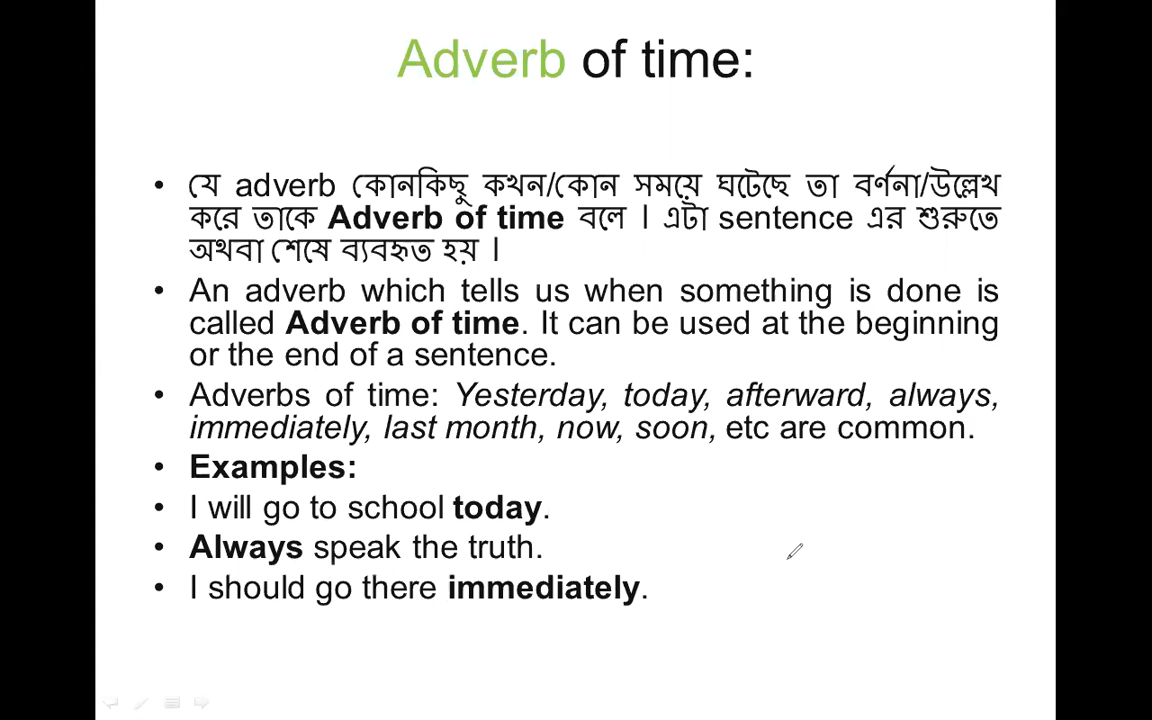 Adverb of time:
• যে adverb কোনকিছু কখন/কোন সময়ে ঘটেছে তা বর্ণনা/উল্লেখ
করে তাকে Adverb of time বলে । এটা sentence এর শুরুতে
অথবা শেষে ব্যবহৃত হয় ।
• An adverb which tells us when something is done is
called Adverb of time. It can be used at the beginning
or the end of a sentence.
• Adverbs of time: Yesterday, today, afterward, always,
immediately, last month, now, soon, etc are common.
• Examples:
• I will go to school today.
• Always speak the truth.
• I should go there immediately.